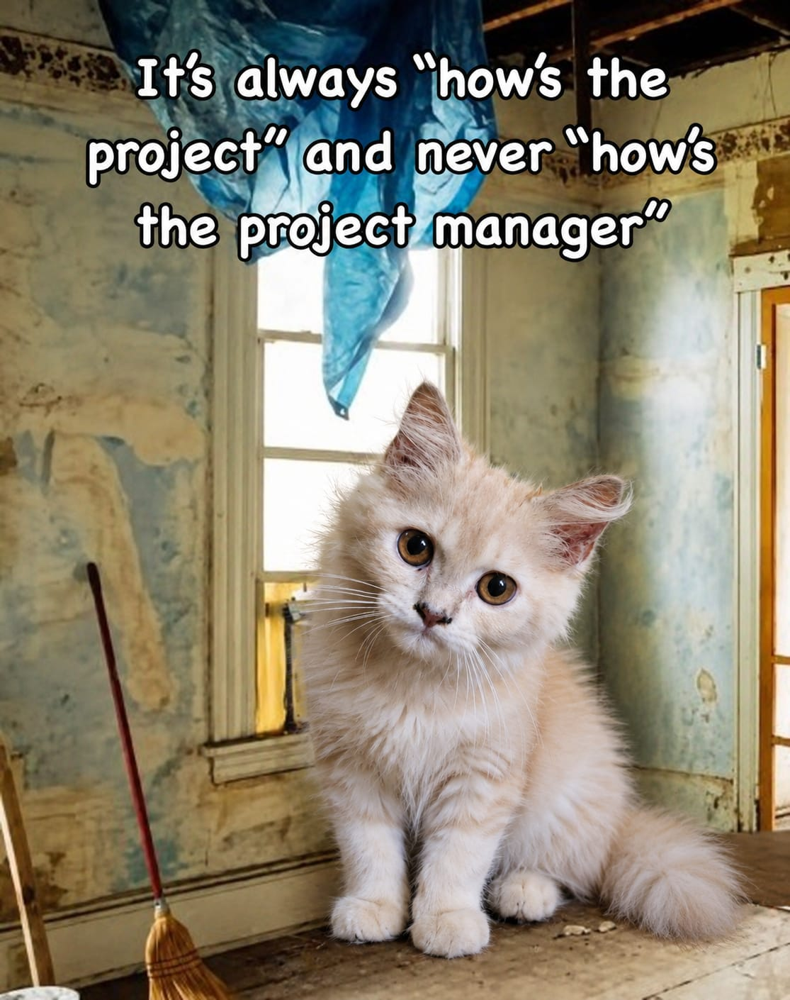 It's always “how's the
project” and never “how's
the project manager”